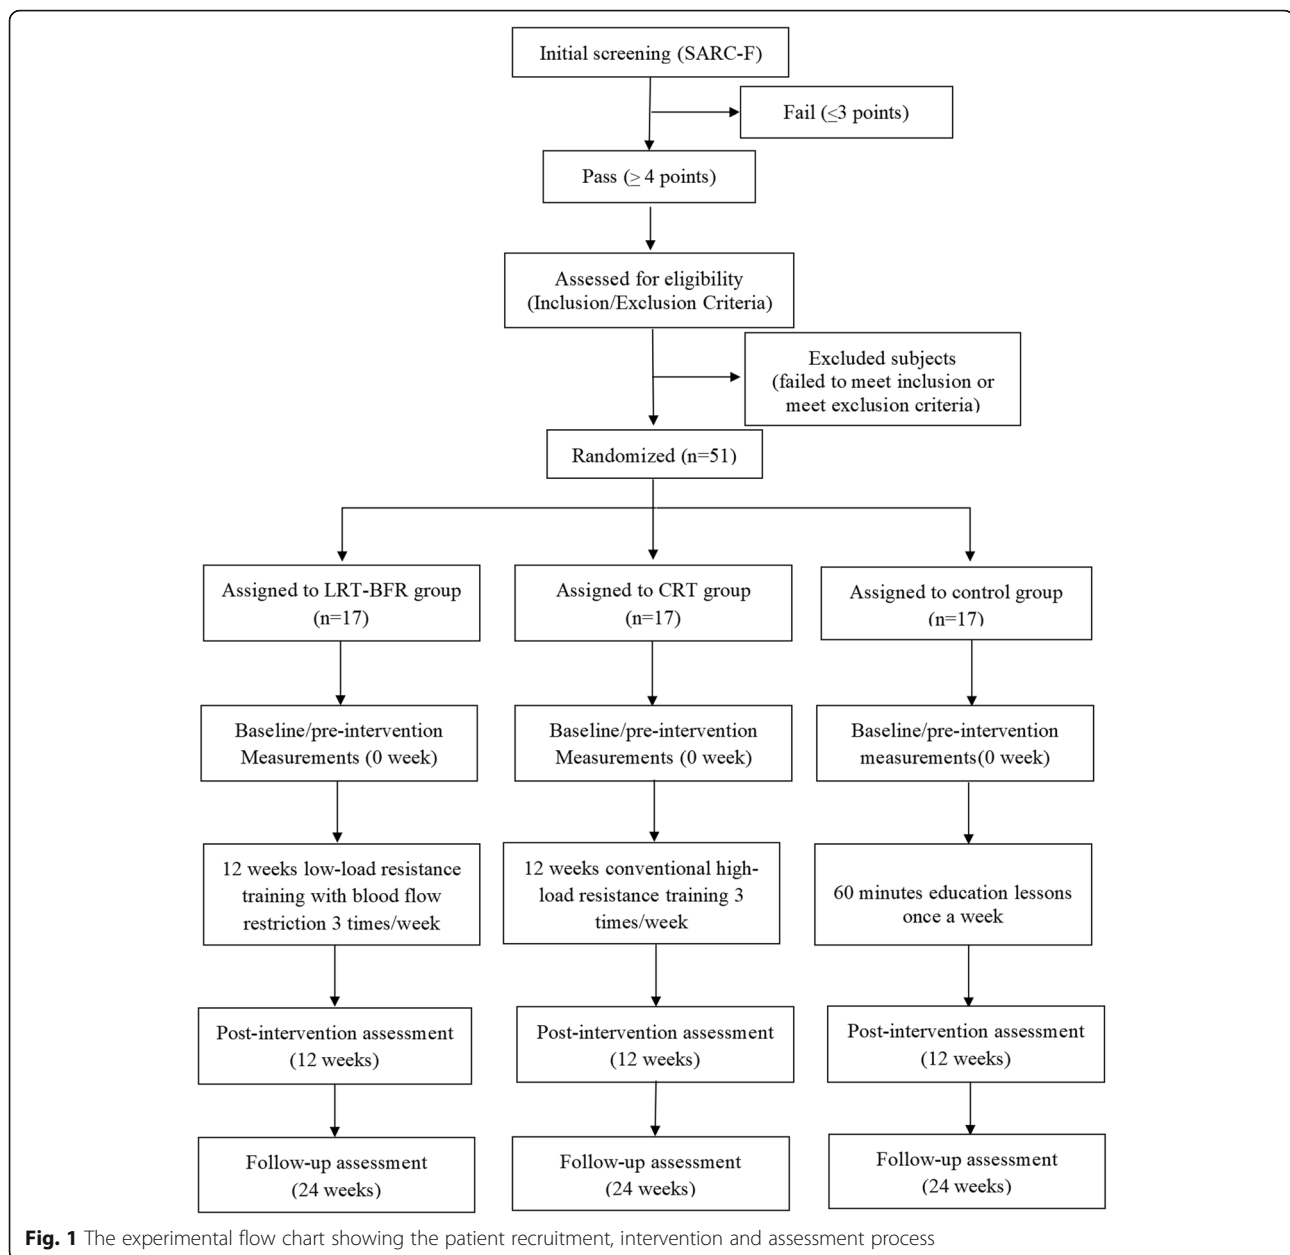 Initial screening (SARC-F)
Fail (≤3 points)
Pass (≥ 4 points)
Assessed for eligibility
(Inclusion/Exclusion Criteria)
Excluded subjects
(failed to meet inclusion or
meet exclusion criteria)
Randomized (n=51)
Assigned to LRT-BFR group
(n=17)
Assigned to CRT group
(n=17)
Assigned to control group
(n=17)
Baseline/pre-intervention
Measurements (0 week)
Baseline/pre-intervention
Measurements (0 week)
Baseline/pre-intervention
measurements(0 week)
12 weeks low-load resistance
training with blood flow
restriction 3 times/week
12 weeks conventional high-
load resistance training 3
times/week
60 minutes education lessons
once a week
Post-intervention assessment
(12 weeks)
Post-intervention assessment
(12 weeks)
Post-intervention assessment
(12 weeks)
Follow-up assessment
(24 weeks)
Follow-up assessment
(24 weeks)
Follow-up assessment
(24 weeks)
Fig. 1 The experimental flow chart showing the patient recruitment, intervention and assessment process